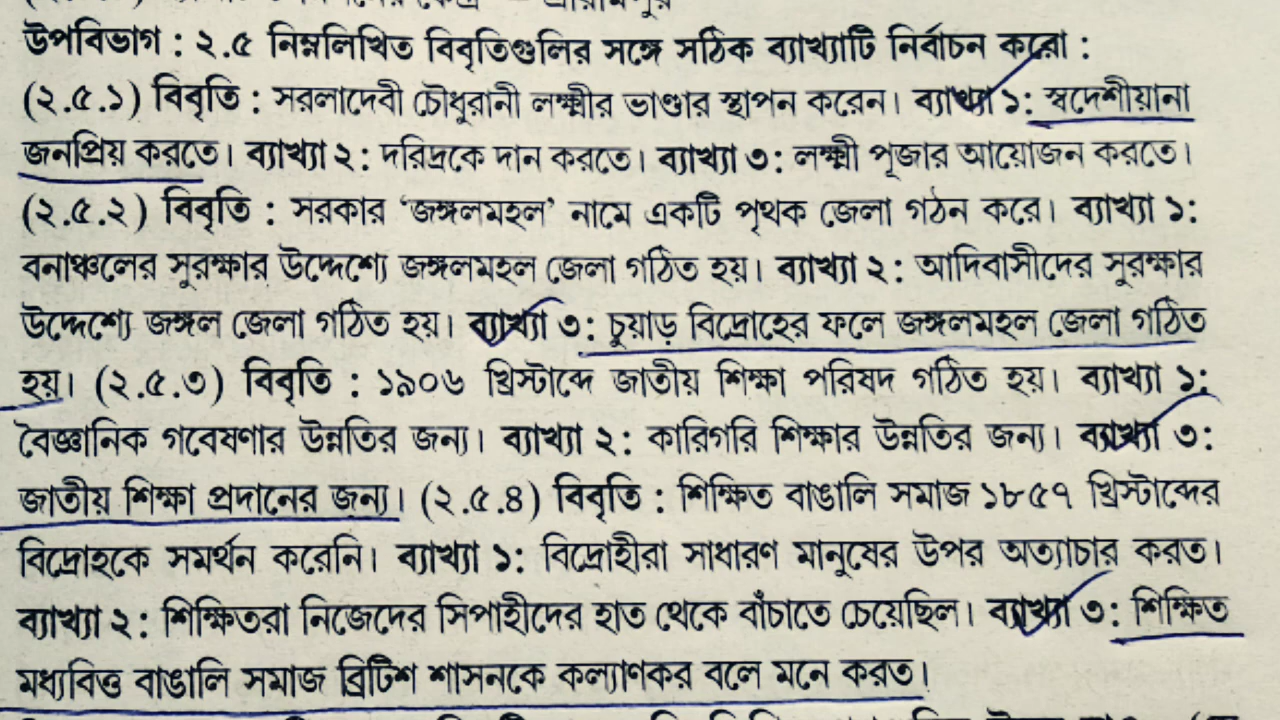 উপবিভাগ : ২.৫ নিম্নলিখিত বিবৃতিগুলির সঙ্গে সঠিক ব্যাখ্যাটি নির্বাচন করো :
(২.৫.১) বিবৃতি : সরলাদেবী চৌধুরানী লক্ষ্মীর ভাণ্ডার স্থাপন করেন। ব্যাখ্যা ১: স্বদেশীয়ানা
জনপ্রিয় করতে। ব্যাখ্যা ২: দরিদ্রকে দান করতে। ব্যাখ্যা ৩: লক্ষ্মী পূজার আয়োজন করতে।
(২.৫.২) বিবৃতি : সরকার ‘জঙ্গলমহল’ নামে একটি পৃথক জেলা গঠন করে। ব্যাখ্যা ১:
বনাঞ্চলের সুরক্ষার উদ্দেশ্যে জঙ্গলমহল জেলা গঠিত হয়। ব্যাখ্যা ২: আদিবাসীদের সুরক্ষার
উদ্দেশ্যে জঙ্গল জেলা গঠিত হয়। ব্যাখ্যা ৩: চুয়াড় বিদ্রোহের ফলে জঙ্গলমহল জেলা গঠিত
হয়। (২.৫.৩) বিবৃতি : ১৯০৬ খ্রিস্টাব্দে জাতীয় শিক্ষা পরিষদ গঠিত হয়। ব্যাখ্যা ১:
বৈজ্ঞানিক গবেষণার উন্নতির জন্য। ব্যাখ্যা ২: কারিগরি শিক্ষার উন্নতির জন্য। ব্যাখ্যা ৩:
জাতীয় শিক্ষা প্রদানের জন্য। (২.৫.৪) বিবৃতি : শিক্ষিত বাঙালি সমাজ ১৮৫৭ খ্রিস্টাব্দের
বিদ্রোহকে সমর্থন করেনি। ব্যাখ্যা ১: বিদ্রোহীরা সাধারণ মানুষের উপর অত্যাচার করত।
ব্যাখ্যা ২: শিক্ষিতরা নিজেদের সিপাহীদের হাত থেকে বাঁচাতে চেয়েছিল। ব্যাখ্যা ৩: শিক্ষিত
মধ্যবিত্ত বাঙালি সমাজ ব্রিটিশ শাসনকে কল্যাণকর বলে মনে করত।